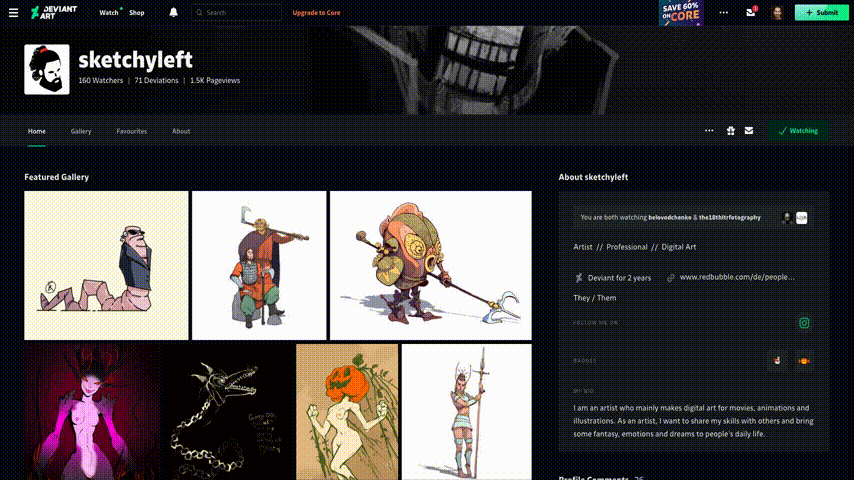 DEVIANT ART
Watch
Shop
Search
Upgrade to Core
SAVE 60% ON CORE
+ Submit
sketchyleft
160 Watchers | 71 Deviations | 1.5K Pageviews
Home
Gallery
Favourites
About
Watching
Featured Gallery
About sketchyleft
You are both watching belovodchenko & the18thltrfotography
Artist // Professional // Digital Art
Deviant for 2 years
www.redbubble.com/de/people...
They / Them
FOLLOW ME ON
BADGES
MY BIO
I am an artist who mainly makes digital art for movies, animations and
illustrations. As an artist, I want to share my skills with others and bring
some fantasy, emotions and dreams to people's daily life.
Profile Comments 26